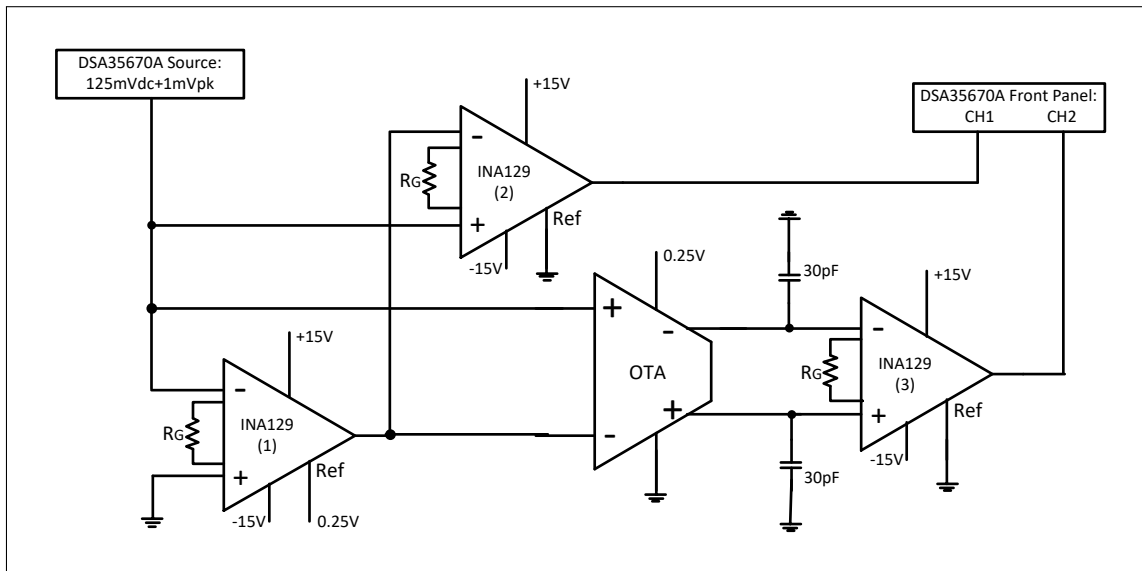 DSA35670A Source:
125mVdc+1mVpk
+15V
DSA35670A Front Panel:
CH1 CH2
-
RG
INA129
(2)
+
Ref
-15V
0.25V
30pF
+15V
+
-
-
+15V
OTA
RG
INA129
(3)
-
RG
INA129
(1)
+
+
Ref
-
-15V
Ref
30pF
+
-15V
0.25V